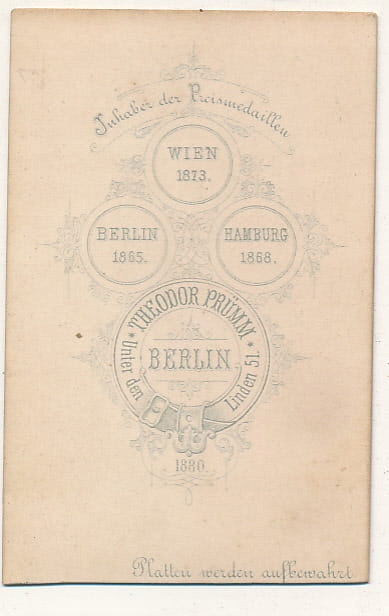 Inhaber der Preismedaillen
WIEN
1873.
BERLIN
1865.
HAMBURG
1868.
* THEODOR PRÜMM *
BERLIN.
Unter den Linden 51.
1880.
Platten werden aufbewahrt